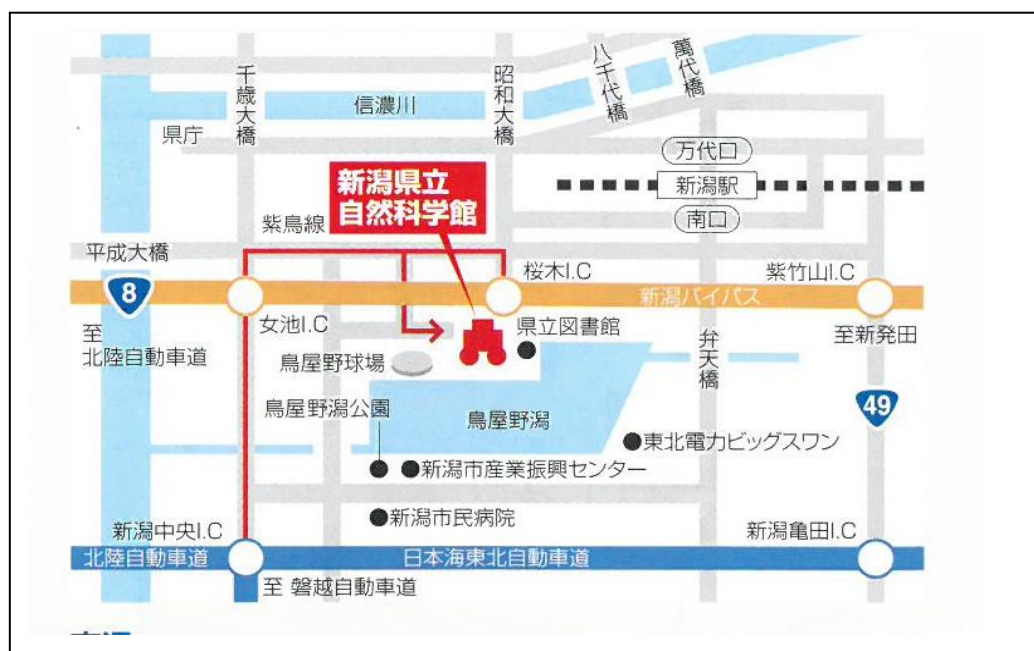 千歳大橋
昭和大橋
八千代橋
萬代橋
信濃川
県庁
万代口
新潟駅
南口
新潟県立
自然科学館
紫鳥線
平成大橋
桜木I.C
紫竹山I.C
8
新潟バイパス
女池I.C
県立図書館
至
北陸自動車道
至新発田
弁天橋
鳥屋野球場
鳥屋野潟公園
鳥屋野潟
49
東北電力ビッグスワン
新潟市産業振興センター
新潟市民病院
新潟中央I.C
新潟亀田I.C
北陸自動車道
日本海東北自動車道
至 磐越自動車道